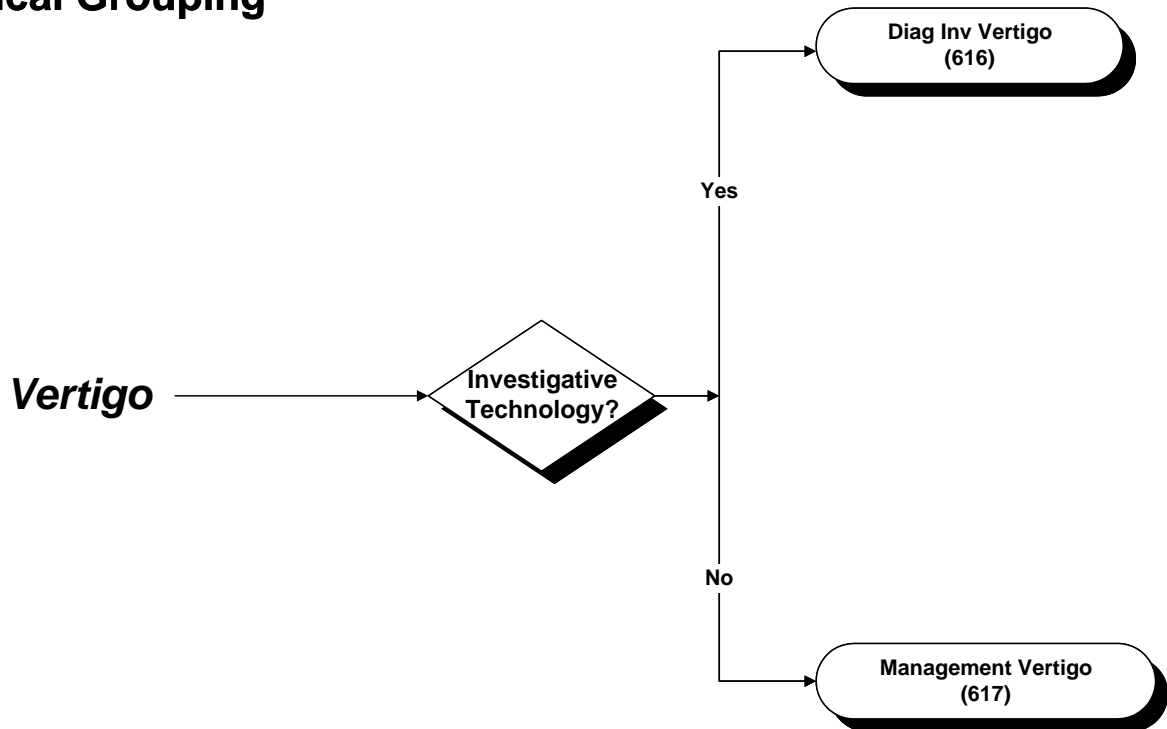 ical Grouping
Diag Inv Vertigo
(616)
Yes
Vertigo
Investigative
Technology?
No
Management Vertigo
(617)